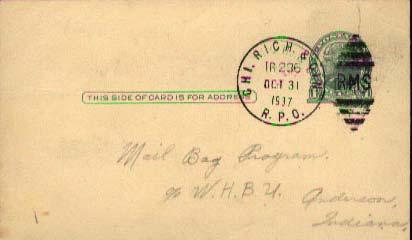 CHI. RICH. & CIN.
TR 236
OCT 31
1937
R.P.O.
RMS
THIS SIDE OF CARD IS FOR ADDRESS
Mail Bag Program.
℅ W.H.B.U.
Anderson,
Indiana.